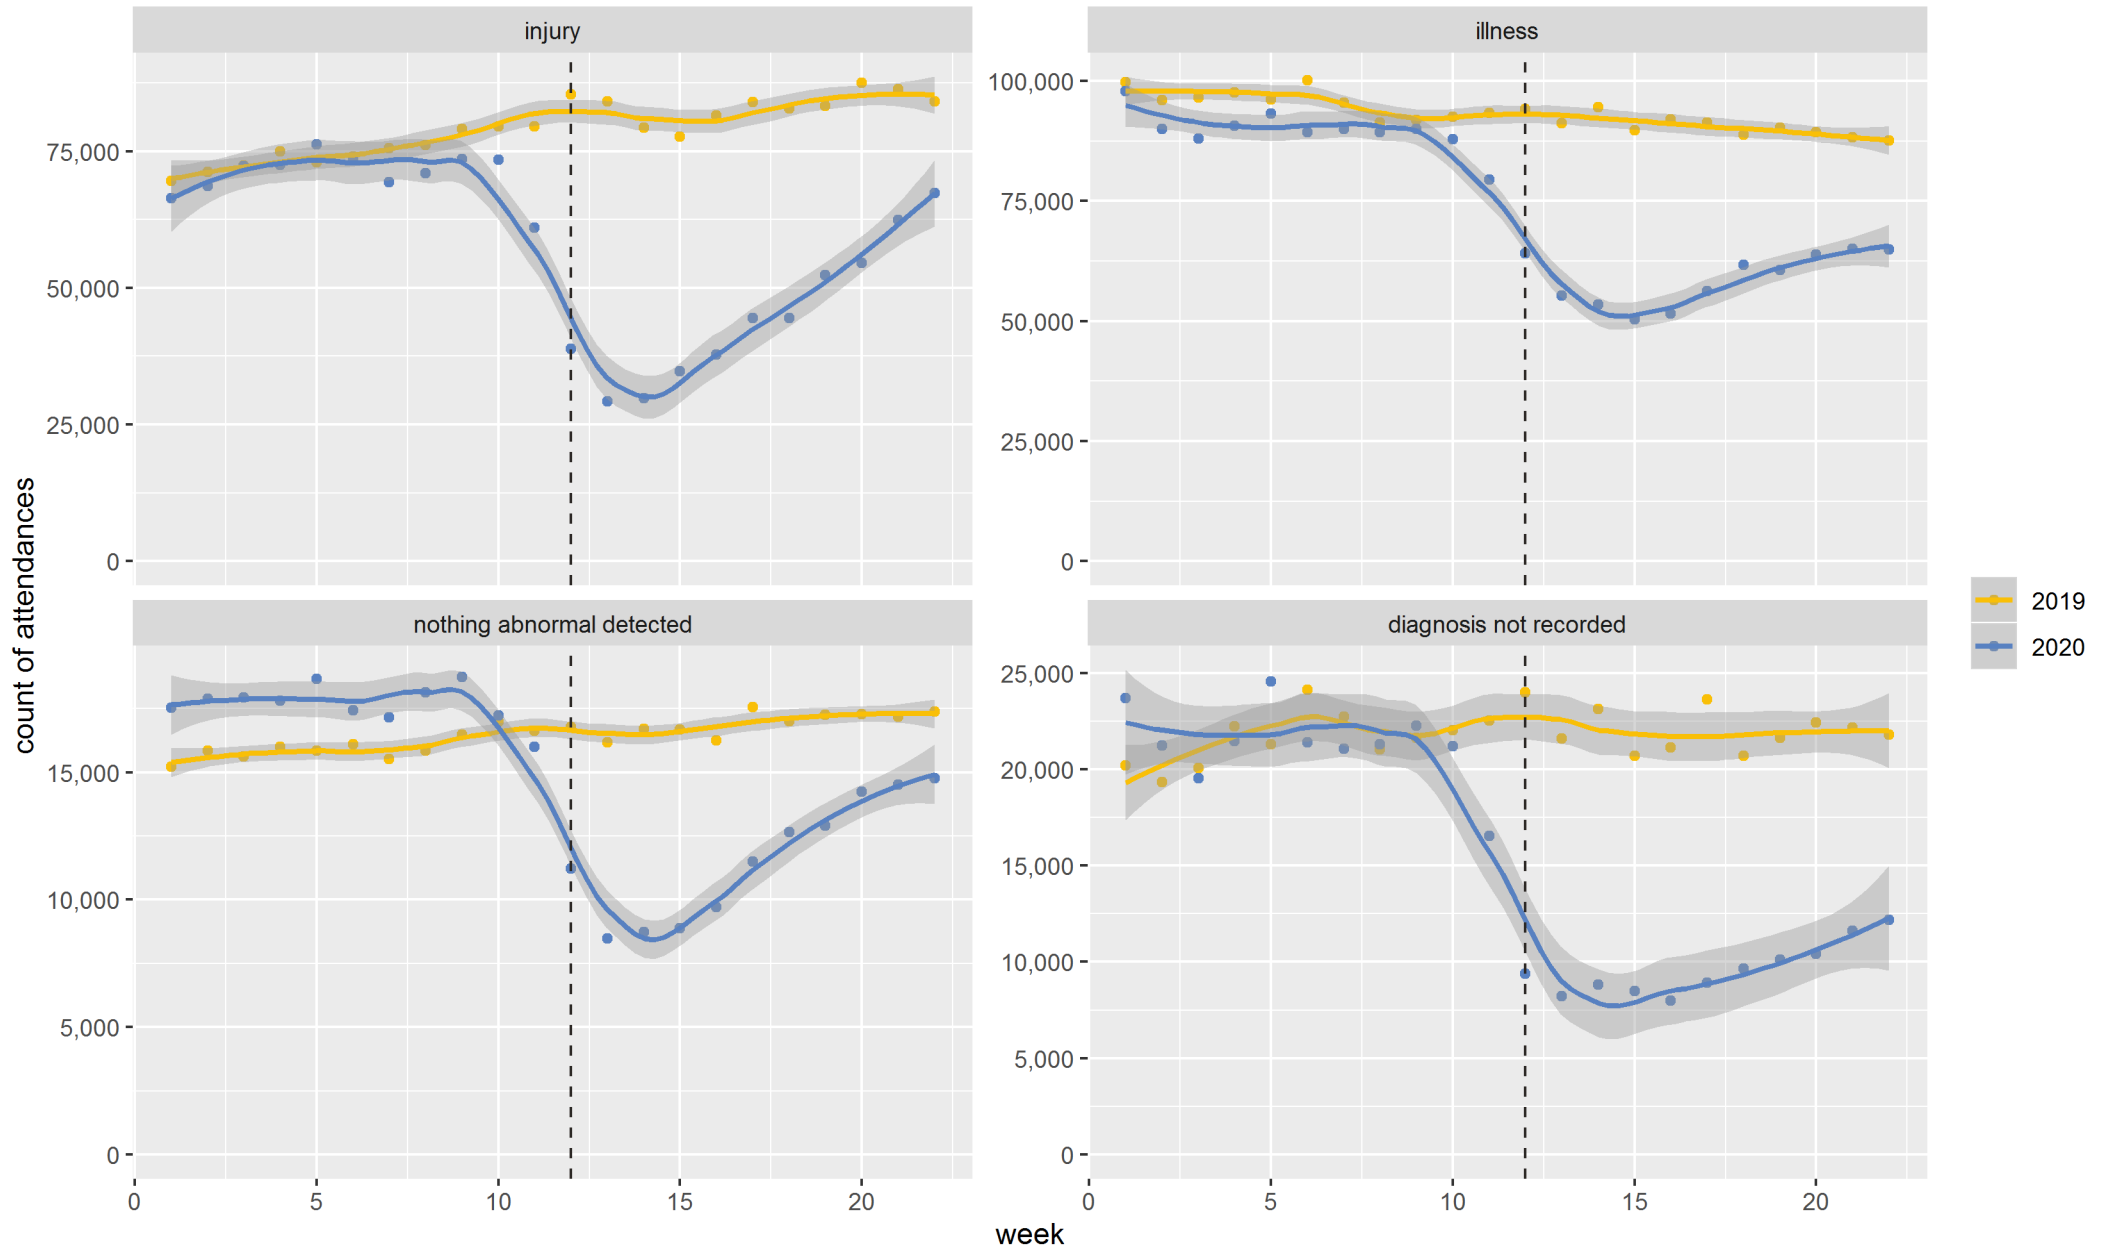 injury
illness
75,000
50,000
25,000
0
100,000
75,000
50,000
25,000
0
nothing abnormal detected
diagnosis not recorded
15,000
10,000
5,000
0
25,000
20,000
15,000
10,000
5,000
0
0 5 10 15 20
0 5 10 15 20
week
count of attendances
2019
2020